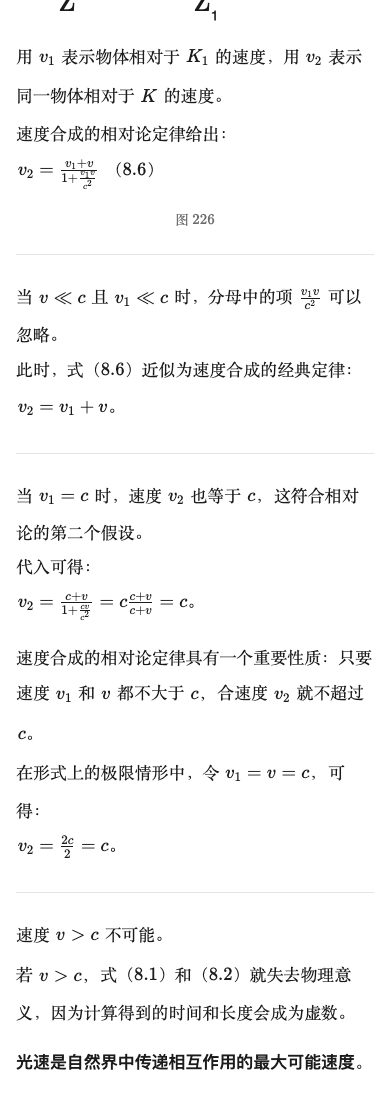 Z Z₁
用 v₁ 表示物体相对于 K₁ 的速度，用 v₂ 表示
同一物体相对于 K 的速度。
速度合成的相对论定律给出：
v₂ = (v₁+v)/(1+v₁v/c²) （8.6）
图 226
当 v ≪ c 且 v₁ ≪ c 时，分母中的项 v₁v/c² 可以
忽略。
此时，式（8.6）近似为速度合成的经典定律：
v₂ = v₁ + v。
当 v₁ = c 时，速度 v₂ 也等于 c，这符合相对
论的第二个假设。
代入可得：
v₂ = (c+v)/(1+cv/c²) = c(c+v)/(c+v) = c。
速度合成的相对论定律具有一个重要性质：只要
速度 v₁ 和 v 都不大于 c，合速度 v₂ 就不超过
c。
在形式上的极限情形中，令 v₁ = v = c，可
得：
v₂ = 2c/2 = c。
速度 v > c 不可能。
若 v > c，式（8.1）和（8.2）就失去物理意
义，因为计算得到的时间和长度会成为虚数。
光速是自然界中传递相互作用的最大可能速度。